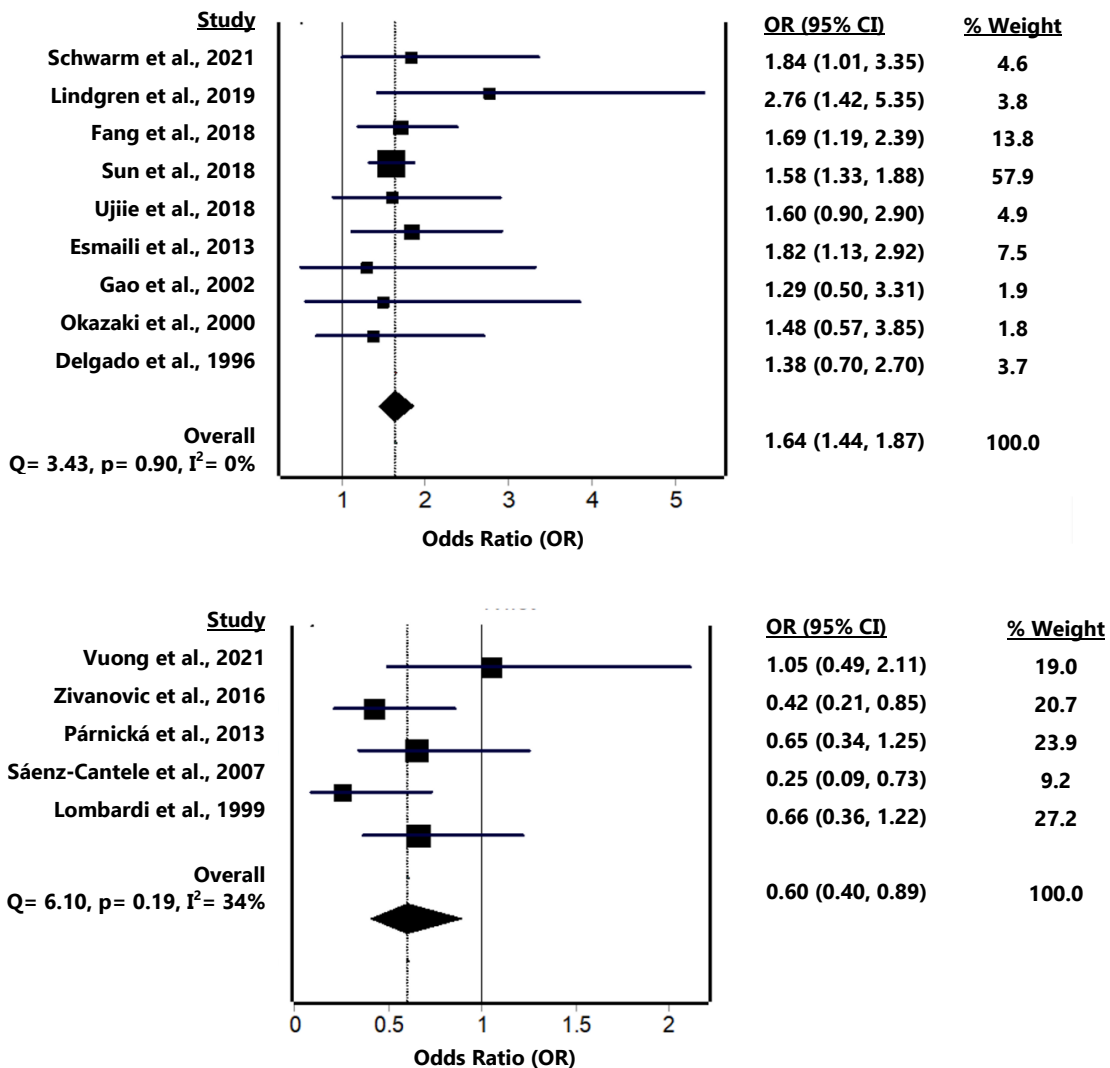 Study OR (95% CI) % Weight
Schwarm et al., 2021 1.84 (1.01, 3.35) 4.6
Lindgren et al., 2019 2.76 (1.42, 5.35) 3.8
Fang et al., 2018 1.69 (1.19, 2.39) 13.8
Sun et al., 2018 1.58 (1.33, 1.88) 57.9
Ujiie et al., 2018 1.60 (0.90, 2.90) 4.9
Esmaili et al., 2013 1.82 (1.13, 2.92) 7.5
Gao et al., 2002 1.29 (0.50, 3.31) 1.9
Okazaki et al., 2000 1.48 (0.57, 3.85) 1.8
Delgado et al., 1996 1.38 (0.70, 2.70) 3.7
Overall 1.64 (1.44, 1.87) 100.0
Q= 3.43, p= 0.90, I²= 0%
1 2 3 4 5
Odds Ratio (OR)
Study OR (95% CI) % Weight
Vuong et al., 2021 1.05 (0.49, 2.11) 19.0
Zivanovic et al., 2016 0.42 (0.21, 0.85) 20.7
Párnická et al., 2013 0.65 (0.34, 1.25) 23.9
Sáenz-Cantele et al., 2007 0.25 (0.09, 0.73) 9.2
Lombardi et al., 1999 0.66 (0.36, 1.22) 27.2
Overall 0.60 (0.40, 0.89) 100.0
Q= 6.10, p= 0.19, I²= 34%
0 0.5 1 1.5 2
Odds Ratio (OR)